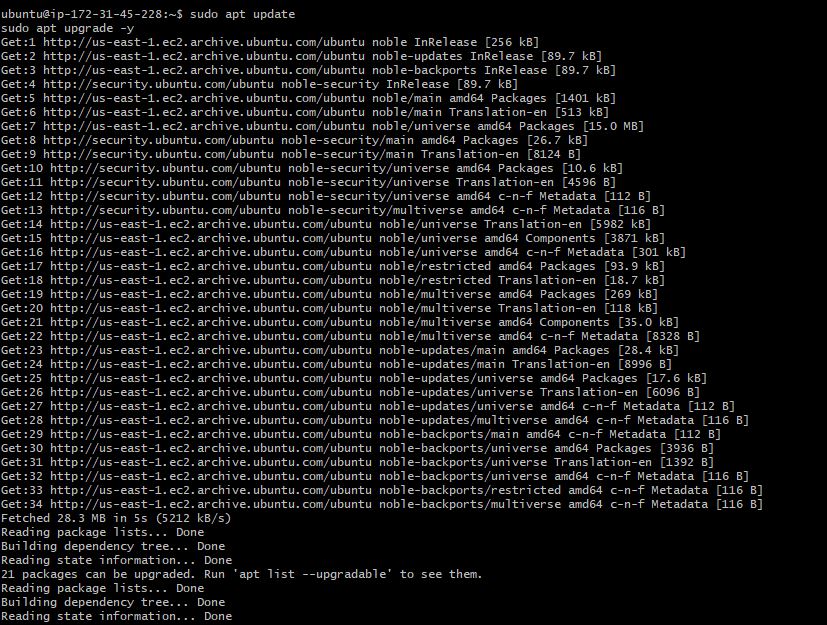 ubuntu@ip-172-31-45-228:~$ sudo apt update
sudo apt upgrade -y
Get:1 http://us-east-1.ec2.archive.ubuntu.com/ubuntu noble InRelease [256 kB]
Get:2 http://us-east-1.ec2.archive.ubuntu.com/ubuntu noble-updates InRelease [89.7 kB]
Get:3 http://us-east-1.ec2.archive.ubuntu.com/ubuntu noble-backports InRelease [89.7 kB]
Get:4 http://security.ubuntu.com/ubuntu noble-security InRelease [89.7 kB]
Get:5 http://us-east-1.ec2.archive.ubuntu.com/ubuntu noble/main amd64 Packages [1401 kB]
Get:6 http://us-east-1.ec2.archive.ubuntu.com/ubuntu noble/main Translation-en [513 kB]
Get:7 http://us-east-1.ec2.archive.ubuntu.com/ubuntu noble/universe amd64 Packages [15.0 MB]
Get:8 http://security.ubuntu.com/ubuntu noble-security/main amd64 Packages [26.7 kB]
Get:9 http://security.ubuntu.com/ubuntu noble-security/main Translation-en [8124 B]
Get:10 http://security.ubuntu.com/ubuntu noble-security/universe amd64 Packages [10.6 kB]
Get:11 http://security.ubuntu.com/ubuntu noble-security/universe Translation-en [4596 B]
Get:12 http://security.ubuntu.com/ubuntu noble-security/universe amd64 c-n-f Metadata [112 B]
Get:13 http://security.ubuntu.com/ubuntu noble-security/multiverse amd64 c-n-f Metadata [116 B]
Get:14 http://us-east-1.ec2.archive.ubuntu.com/ubuntu noble/universe Translation-en [5982 kB]
Get:15 http://us-east-1.ec2.archive.ubuntu.com/ubuntu noble/universe amd64 Components [3871 kB]
Get:16 http://us-east-1.ec2.archive.ubuntu.com/ubuntu noble/universe amd64 c-n-f Metadata [301 kB]
Get:17 http://us-east-1.ec2.archive.ubuntu.com/ubuntu noble/restricted amd64 Packages [93.9 kB]
Get:18 http://us-east-1.ec2.archive.ubuntu.com/ubuntu noble/restricted Translation-en [18.7 kB]
Get:19 http://us-east-1.ec2.archive.ubuntu.com/ubuntu noble/multiverse amd64 Packages [269 kB]
Get:20 http://us-east-1.ec2.archive.ubuntu.com/ubuntu noble/multiverse Translation-en [118 kB]
Get:21 http://us-east-1.ec2.archive.ubuntu.com/ubuntu noble/multiverse amd64 Components [35.0 kB]
Get:22 http://us-east-1.ec2.archive.ubuntu.com/ubuntu noble/multiverse amd64 c-n-f Metadata [8328 B]
Get:23 http://us-east-1.ec2.archive.ubuntu.com/ubuntu noble-updates/main amd64 Packages [28.4 kB]
Get:24 http://us-east-1.ec2.archive.ubuntu.com/ubuntu noble-updates/main Translation-en [8996 B]
Get:25 http://us-east-1.ec2.archive.ubuntu.com/ubuntu noble-updates/universe amd64 Packages [17.6 kB]
Get:26 http://us-east-1.ec2.archive.ubuntu.com/ubuntu noble-updates/universe Translation-en [6096 B]
Get:27 http://us-east-1.ec2.archive.ubuntu.com/ubuntu noble-updates/universe amd64 c-n-f Metadata [112 B]
Get:28 http://us-east-1.ec2.archive.ubuntu.com/ubuntu noble-updates/multiverse amd64 c-n-f Metadata [116 B]
Get:29 http://us-east-1.ec2.archive.ubuntu.com/ubuntu noble-backports/main amd64 c-n-f Metadata [112 B]
Get:30 http://us-east-1.ec2.archive.ubuntu.com/ubuntu noble-backports/universe amd64 Packages [3936 B]
Get:31 http://us-east-1.ec2.archive.ubuntu.com/ubuntu noble-backports/universe Translation-en [1392 B]
Get:32 http://us-east-1.ec2.archive.ubuntu.com/ubuntu noble-backports/universe amd64 c-n-f Metadata [116 B]
Get:33 http://us-east-1.ec2.archive.ubuntu.com/ubuntu noble-backports/restricted amd64 c-n-f Metadata [116 B]
Get:34 http://us-east-1.ec2.archive.ubuntu.com/ubuntu noble-backports/multiverse amd64 c-n-f Metadata [116 B]
Fetched 28.3 MB in 5s (5212 kB/s)
Reading package lists... Done
Building dependency tree... Done
Reading state information... Done
21 packages can be upgraded. Run 'apt list --upgradable' to see them.
Reading package lists... Done
Building dependency tree... Done
Reading state information... Done